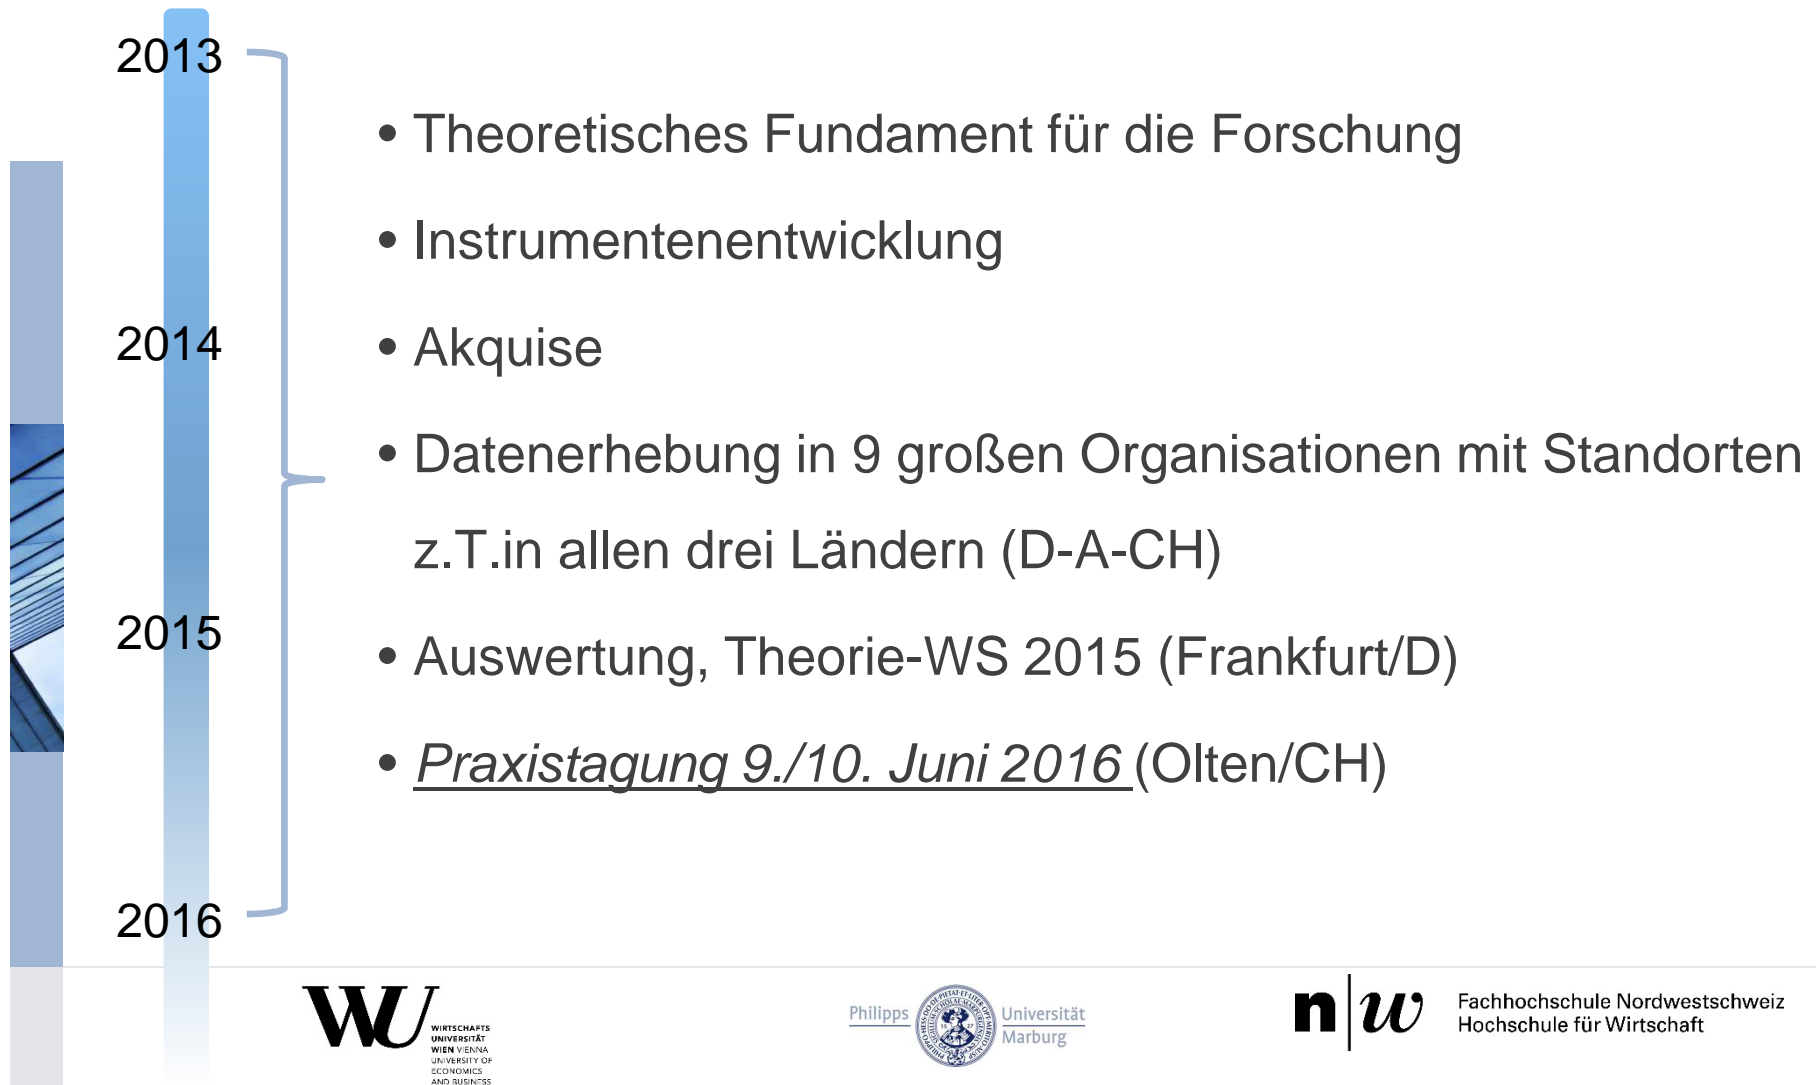 2013
• Theoretisches Fundament für die Forschung
• Instrumentenentwicklung
2014
• Akquise
• Datenerhebung in 9 großen Organisationen mit Standorten
z.T.in allen drei Ländern (D-A-CH)
2015
• Auswertung, Theorie-WS 2015 (Frankfurt/D)
• Praxistagung 9./10. Juni 2016 (Olten/CH)
2016
WU
WIRTSCHAFTS
UNIVERSITÄT
WIEN VIENNA
UNIVERSITY OF
ECONOMICS
AND BUSINESS
Philipps Universität
Marburg
15 27
n|w
Fachhochschule Nordwestschweiz
Hochschule für Wirtschaft